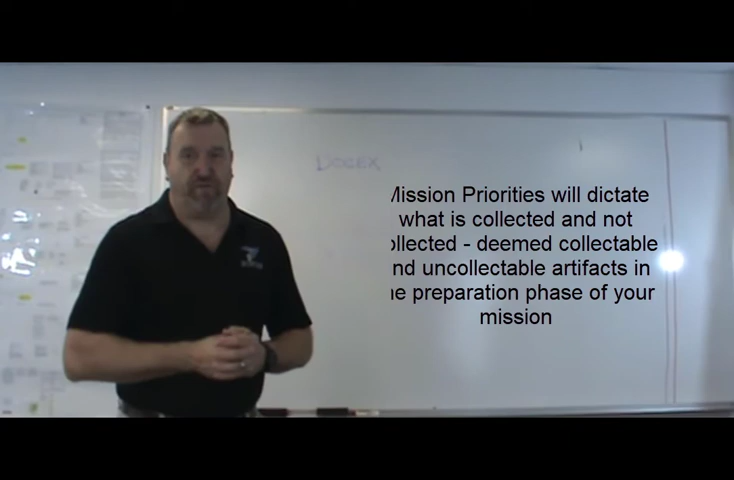 DOCEX
Mission Priorities will dictate
what is collected and not
ollected - deemed collectable
nd uncollectable artifacts in
e preparation phase of your
mission